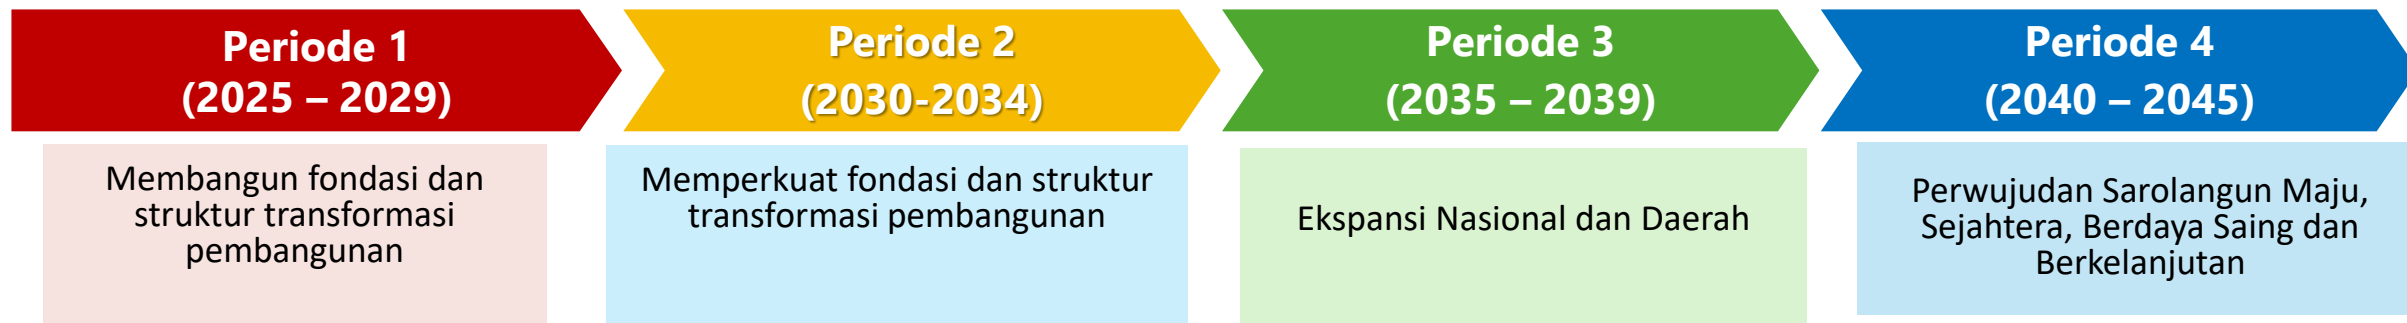 Periode 1
(2025 – 2029)
Membangun fondasi dan
struktur transformasi
pembangunan
Periode 2
(2030-2034)
Memperkuat fondasi dan struktur
transformasi pembangunan
Periode 3
(2035 – 2039)
Ekspansi Nasional dan Daerah
Periode 4
(2040 – 2045)
Perwujudan Sarolangun Maju,
Sejahtera, Berdaya Saing dan
Berkelanjutan